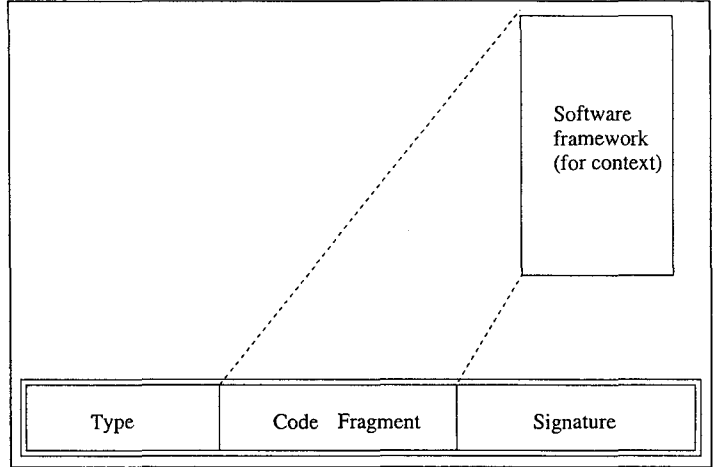 Software
framework
(for context)
Type
Code Fragment
Signature